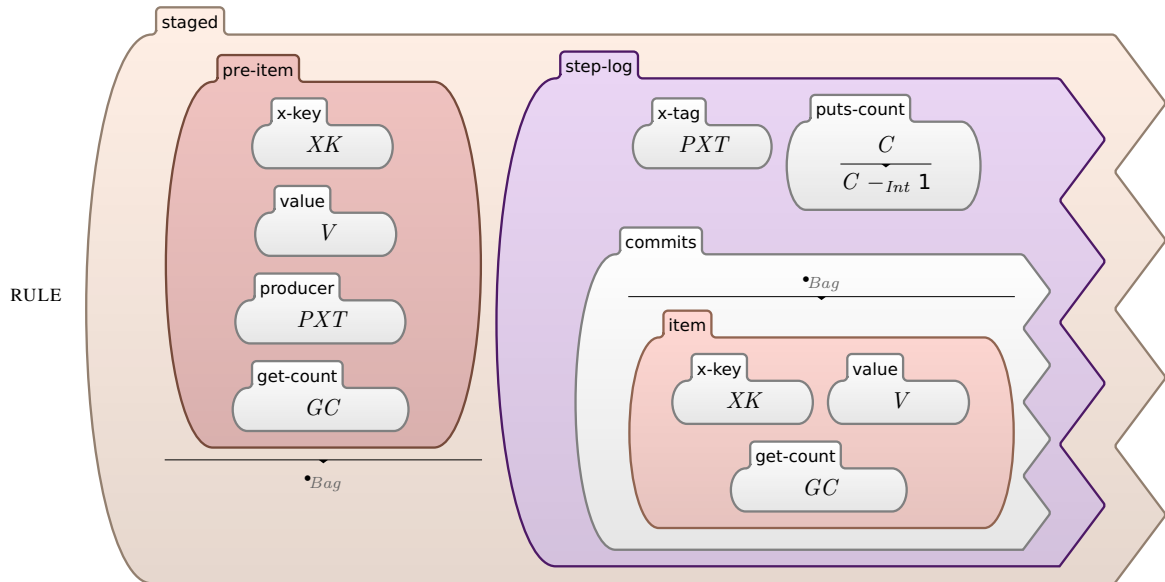 staged
pre-item
x-key
XK
value
V
producer
PXT
get-count
GC
•Bag
step-log
x-tag
PXT
puts-count
C
C −Int 1
commits
•Bag
item
x-key
XK
value
V
get-count
GC
RULE